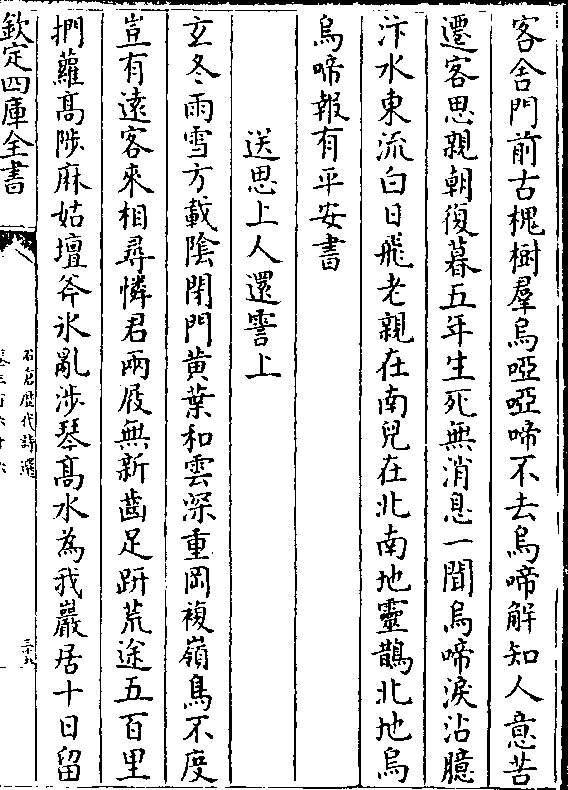 客舍門前古槐樹羣烏啞啞啼不去烏啼解知人意苦
遷客思親朝復暮五年生死無消息一聞烏啼淚沾臆
汴水東流白日飛老親在南兒在北南地靈鵲北地烏
烏啼報有平安書
送思上人還霅上
玄冬雨雪方載陰閉門黄葉和雲深重岡複嶺鳥不度
豈有遠客來相尋憐君兩屐無新齒足趼荒途五百里
捫蘿高陟麻姑壇斧氷亂涉琴高水為我巖居十日留
欽定四庫全書
石倉歷代詩選
三十八